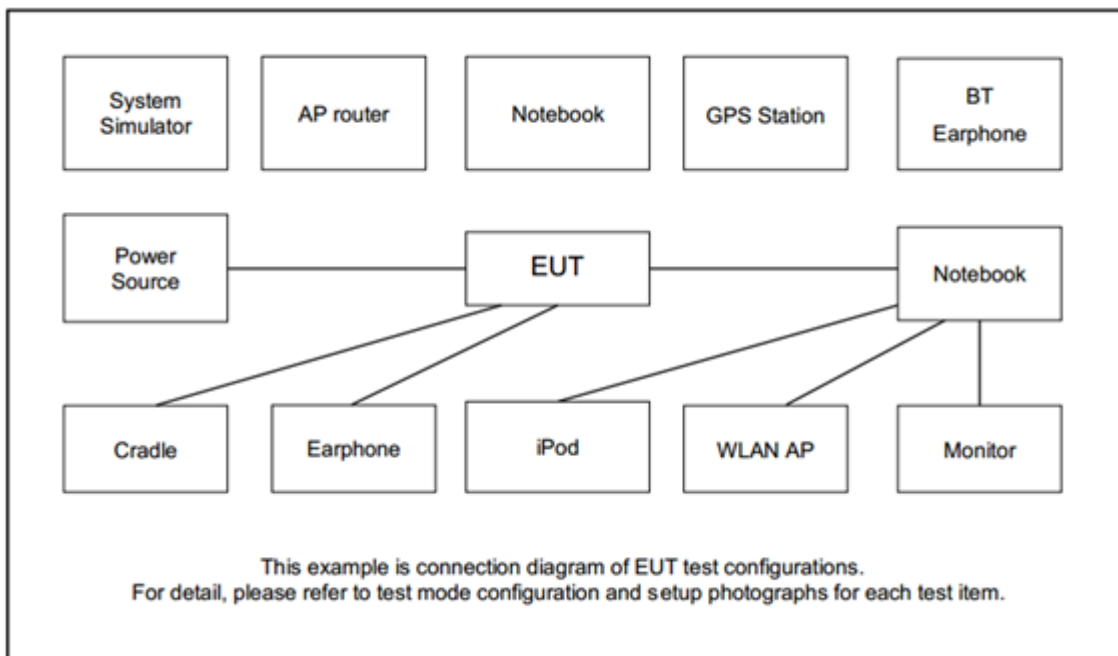 System
Simulator
AP router
Notebook
GPS Station
BT
Earphone
Power
Source
EUT
Notebook
Cradle
Earphone
iPod
WLAN AP
Monitor
This example is connection diagram of EUT test configurations.
For detail, please refer to test mode configuration and setup photographs for each test item.